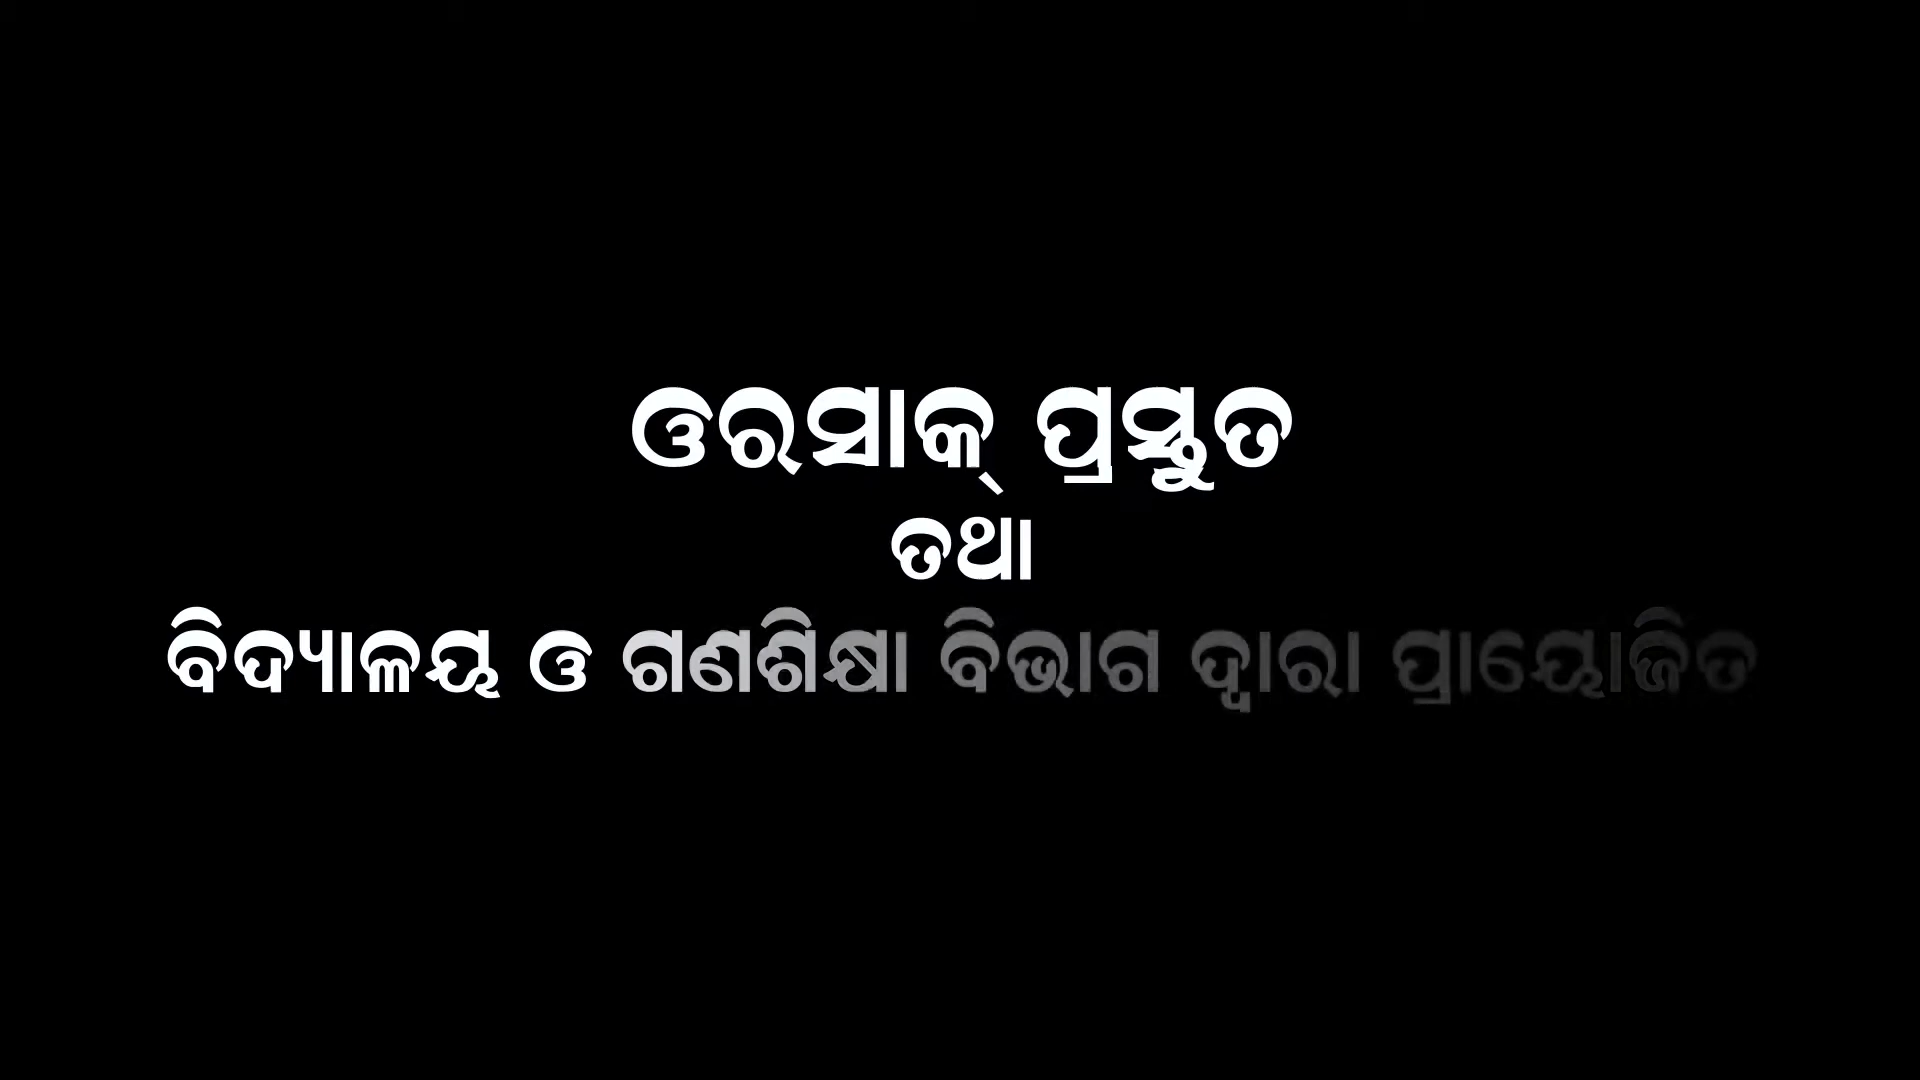 ଓରସାକ୍ ପ୍ରସ୍ତୁତ
ତଥା
ବିଦ୍ୟାଳୟ ଓ ଗଣଶିକ୍ଷା ବିଭାଗ ଦ୍ୱାରା ପ୍ରାୟୋଜିତ